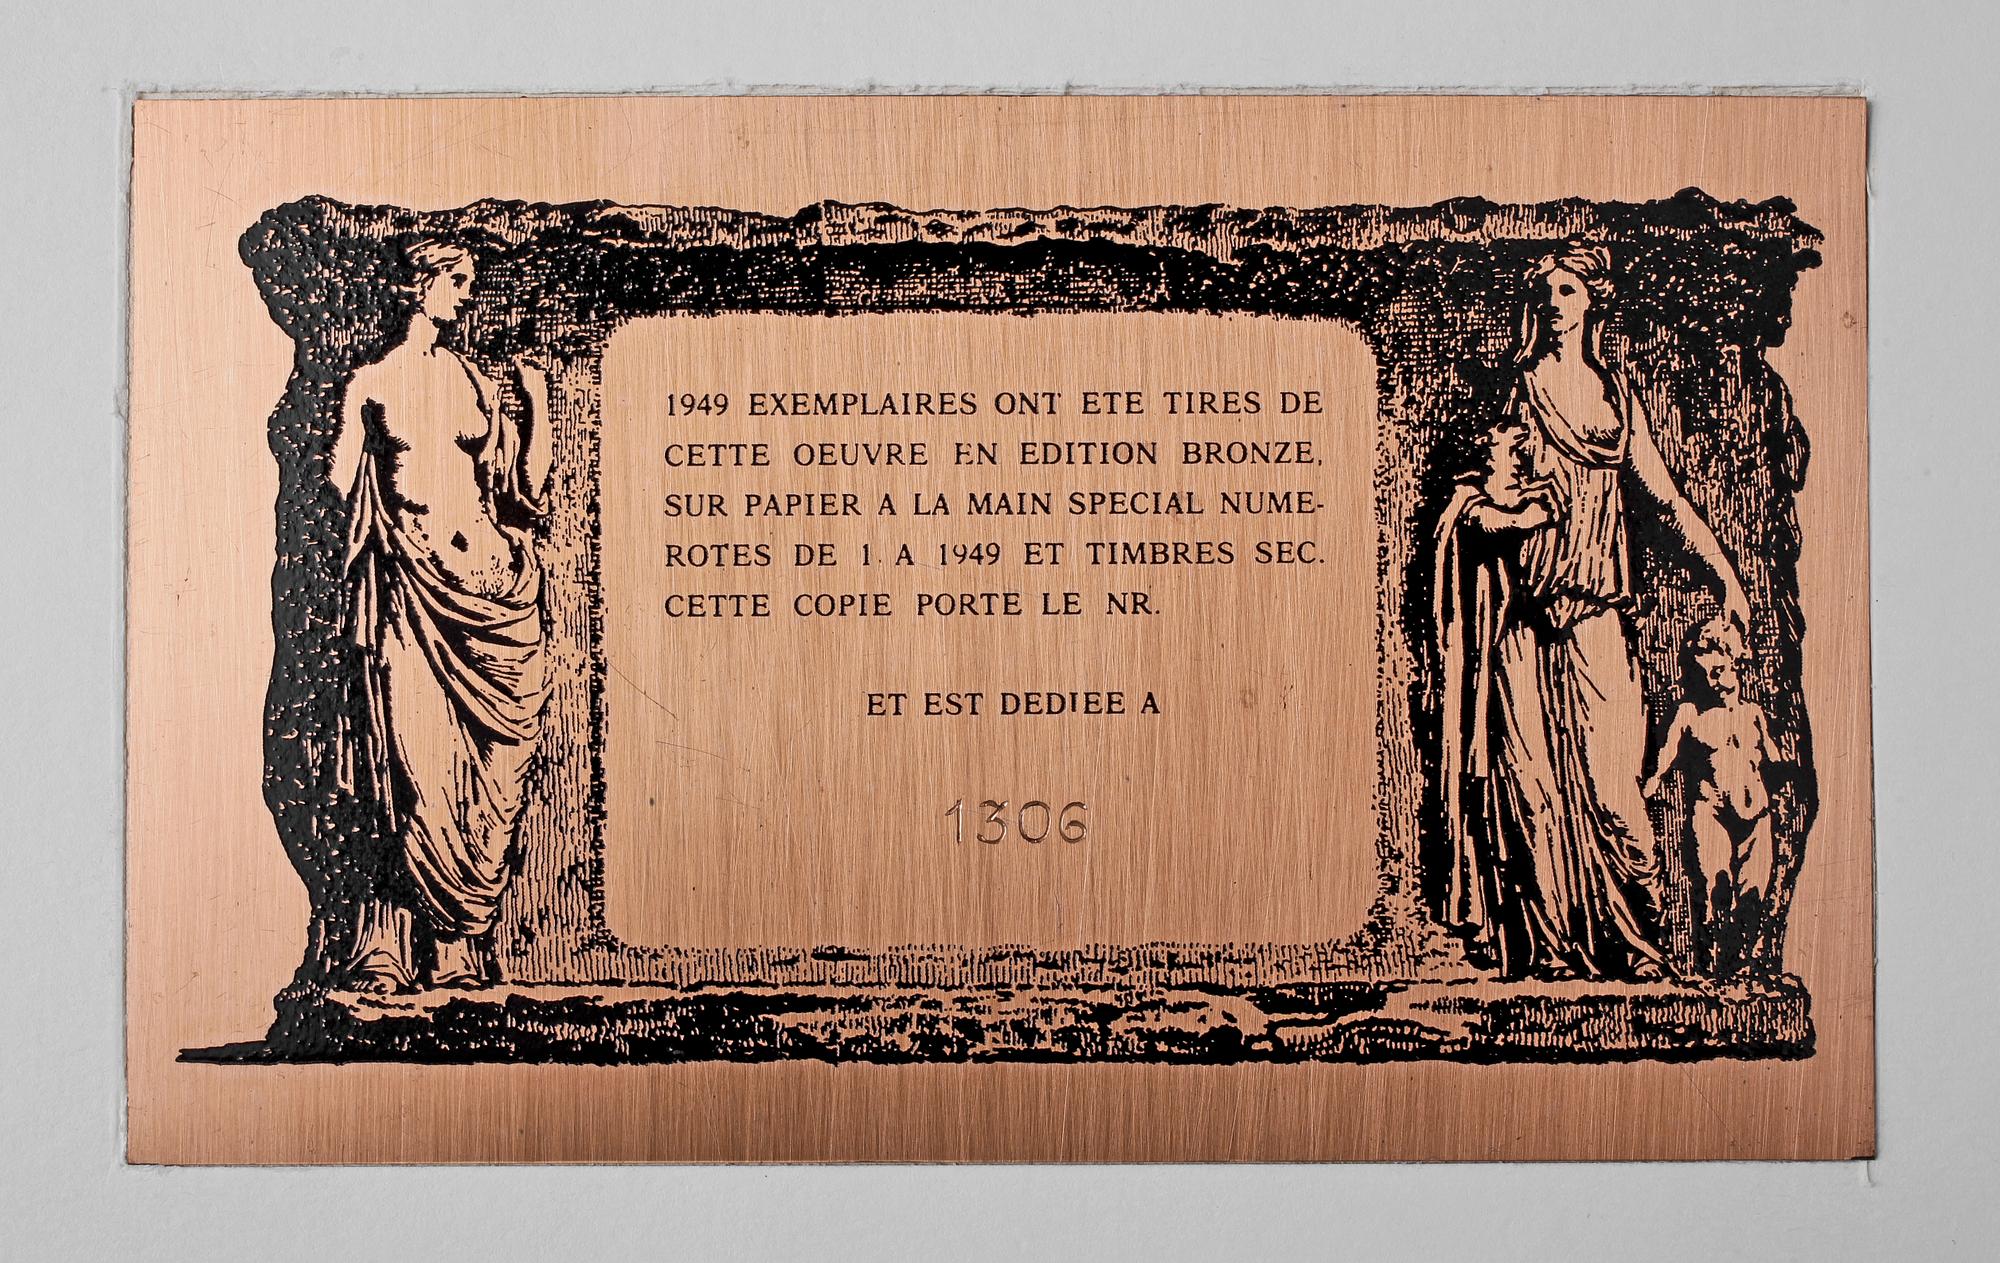 1949 EXEMPLAIRES ONT ETE TIRES DE
CETTE OEUVRE EN EDITION BRONZE,
SUR PAPIER A LA MAIN SPECIAL NUME-
ROTES DE 1 A 1949 ET TIMBRES SEC.
CETTE COPIE PORTE LE NR.
ET EST DEDIEE A
1306